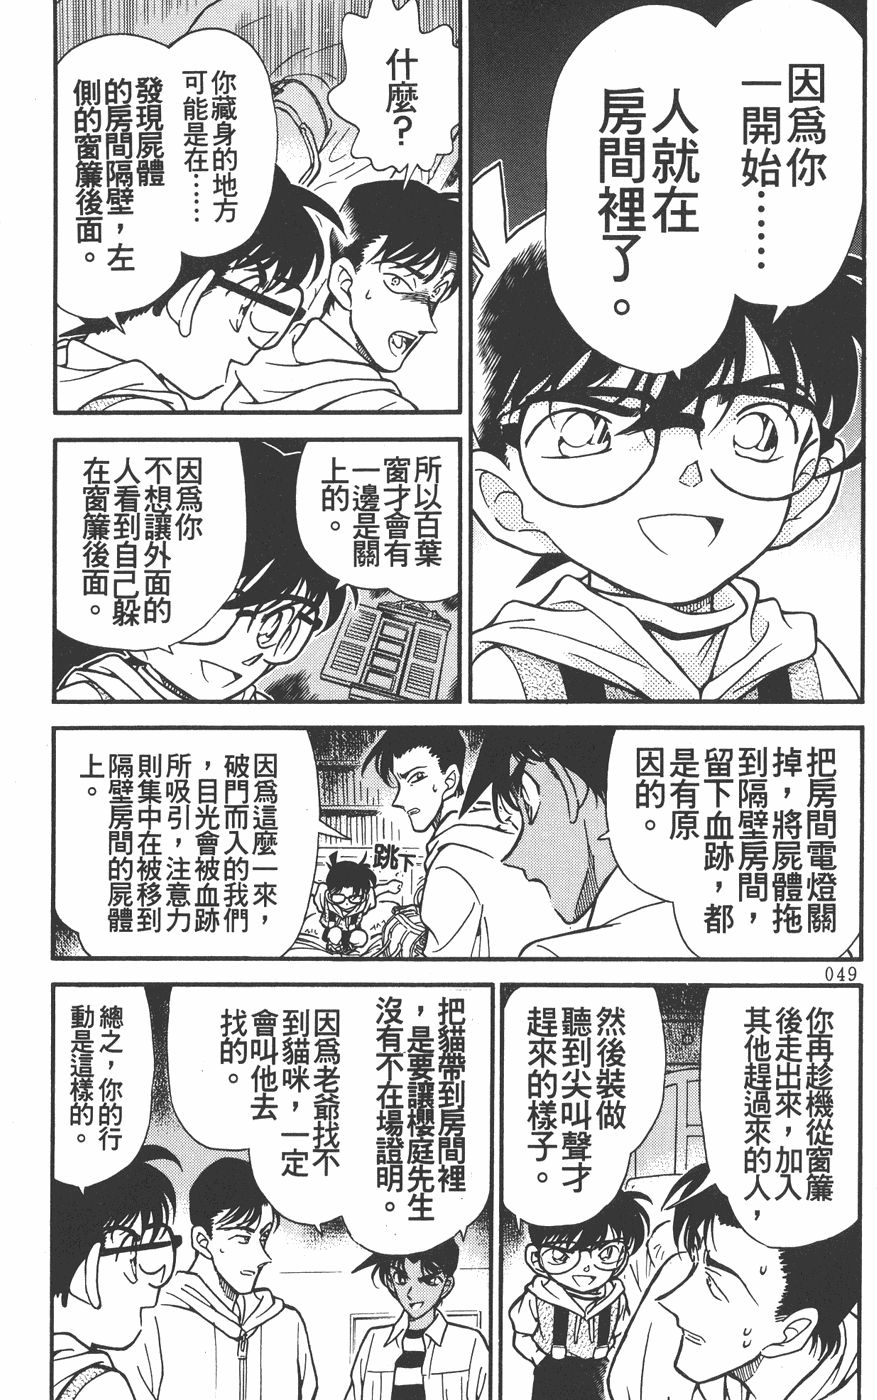 因爲你
一開始……
人就在
房間裡了。
什麼？
你藏身的地方
可能是在……
發現屍體
的房間隔壁，左
側的窗簾後面。
所以百葉
窗才會有
一邊是關
上的。
因爲你
不想讓外面的
人看到自己躲
在窗簾後面。
把房間電燈關
掉，將屍體拖
到隔壁房間，
留下血跡，都
是有原
因的。
跳下
因爲這麼一來，
破門而入的我們
，目光會被血跡
所吸引，注意力
則集中在被移到
隔壁房間的屍體
上。
049
你再趁機從窗簾
後走出來，加入
其他趕過來的人，
然後裝做
聽到尖叫聲才
趕來的樣子。
把貓帶到房間裡
，是要讓櫻庭先生
沒有不在場證明。
因爲老爺找不
到貓咪，一定
會叫他去
找的。
總之，你的行
動是這樣的。